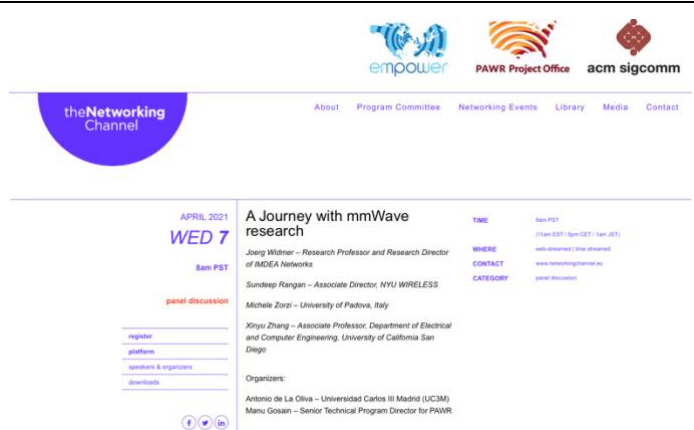 empower
PAWR Project Office
acm sigcomm
theNetworking
Channel
About Program Committee Networking Events Library Media Contact
APRIL 2021
WED 7
8am PST
panel discussion
register
platform
speakers & organizers
downloads
A Journey with mmWave
research
Joerg Widmer – Research Professor and Research Director
of IMDEA Networks
Sundeep Rangan – Associate Director, NYU WIRELESS
Michele Zorzi – University of Padova, Italy
Xinyu Zhang – Associate Professor, Department of Electrical
and Computer Engineering, University of California San
Diego
Organizers:
Antonio de La Oliva – Universidad Carlos III Madrid (UC3M)
Manu Gosain – Senior Technical Program Director for PAWR
TIME 8am PST
(11am EST / 5pm CET / 1am JST)
WHERE web-streamed / time streamed
CONTACT www.networkingchannel.eu
CATEGORY panel discussion